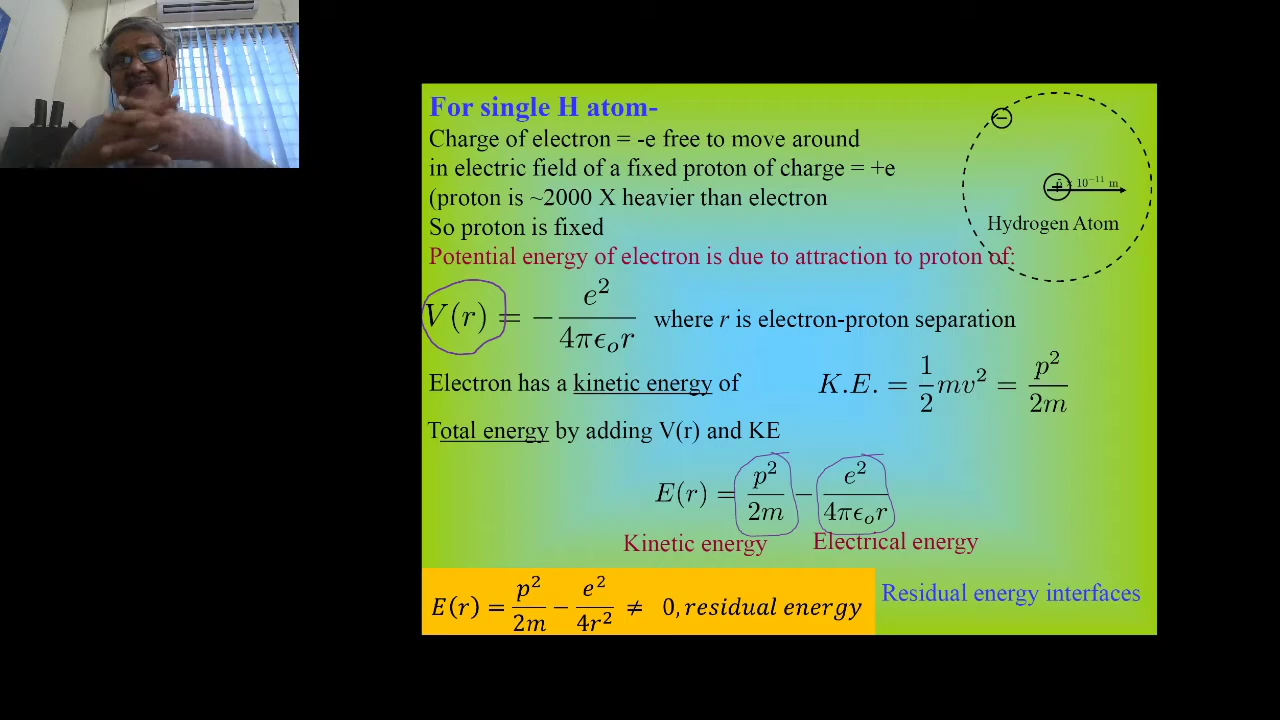 For single H atom-
Charge of electron = -e free to move around
in electric field of a fixed proton of charge = +e
(proton is ~2000 X heavier than electron
So proton is fixed
Potential energy of electron is due to attraction to proton of:
× 10⁻¹¹ m
Hydrogen Atom
V(r) = − e²/4πϵₒr where r is electron-proton separation
Electron has a kinetic energy of K.E. = 1/2 mv² = p²/2m
Total energy by adding V(r) and KE
E(r) = p²/2m − e²/4πϵₒr
Kinetic energy Electrical energy
E(r) = p²/2m − e²/4r² ≠ 0, residual energy
Residual energy interfaces